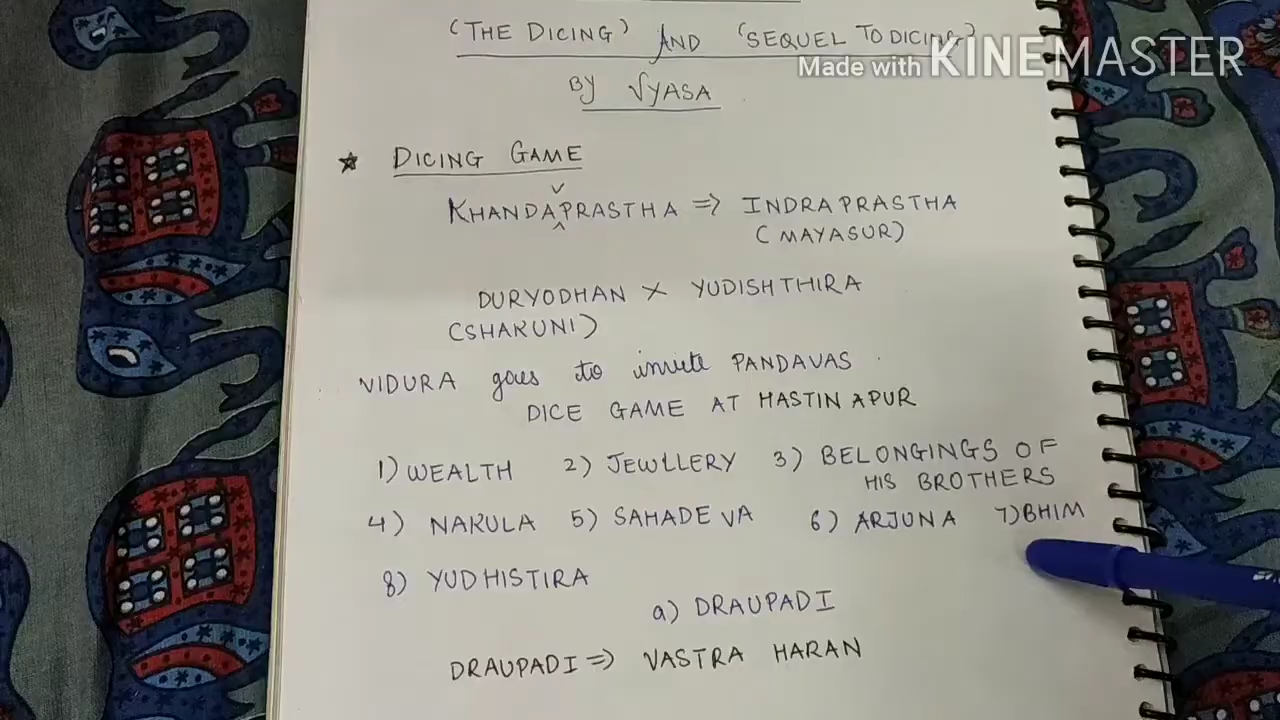 (THE DICING) AND (SEQUEL TO DICING)
Made with KINEMASTER
BY VYASA
★ DICING GAME
KHANDAPRASTHA ⇒ INDRAPRASTHA
(MAYASUR)
DURYODHAN X YUDISHTHIRA
(SHAKUNI)
VIDURA goes to invite PANDAVAS
DICE GAME AT HASTINAPUR
1) WEALTH 2) JEWLLERY 3) BELONGINGS OF
HIS BROTHERS
4) NAKULA 5) SAHADEVA 6) ARJUNA 7) BHIM
8) YUDHISTIRA
a) DRAUPADI
DRAUPADI ⇒ VASTRA HARAN